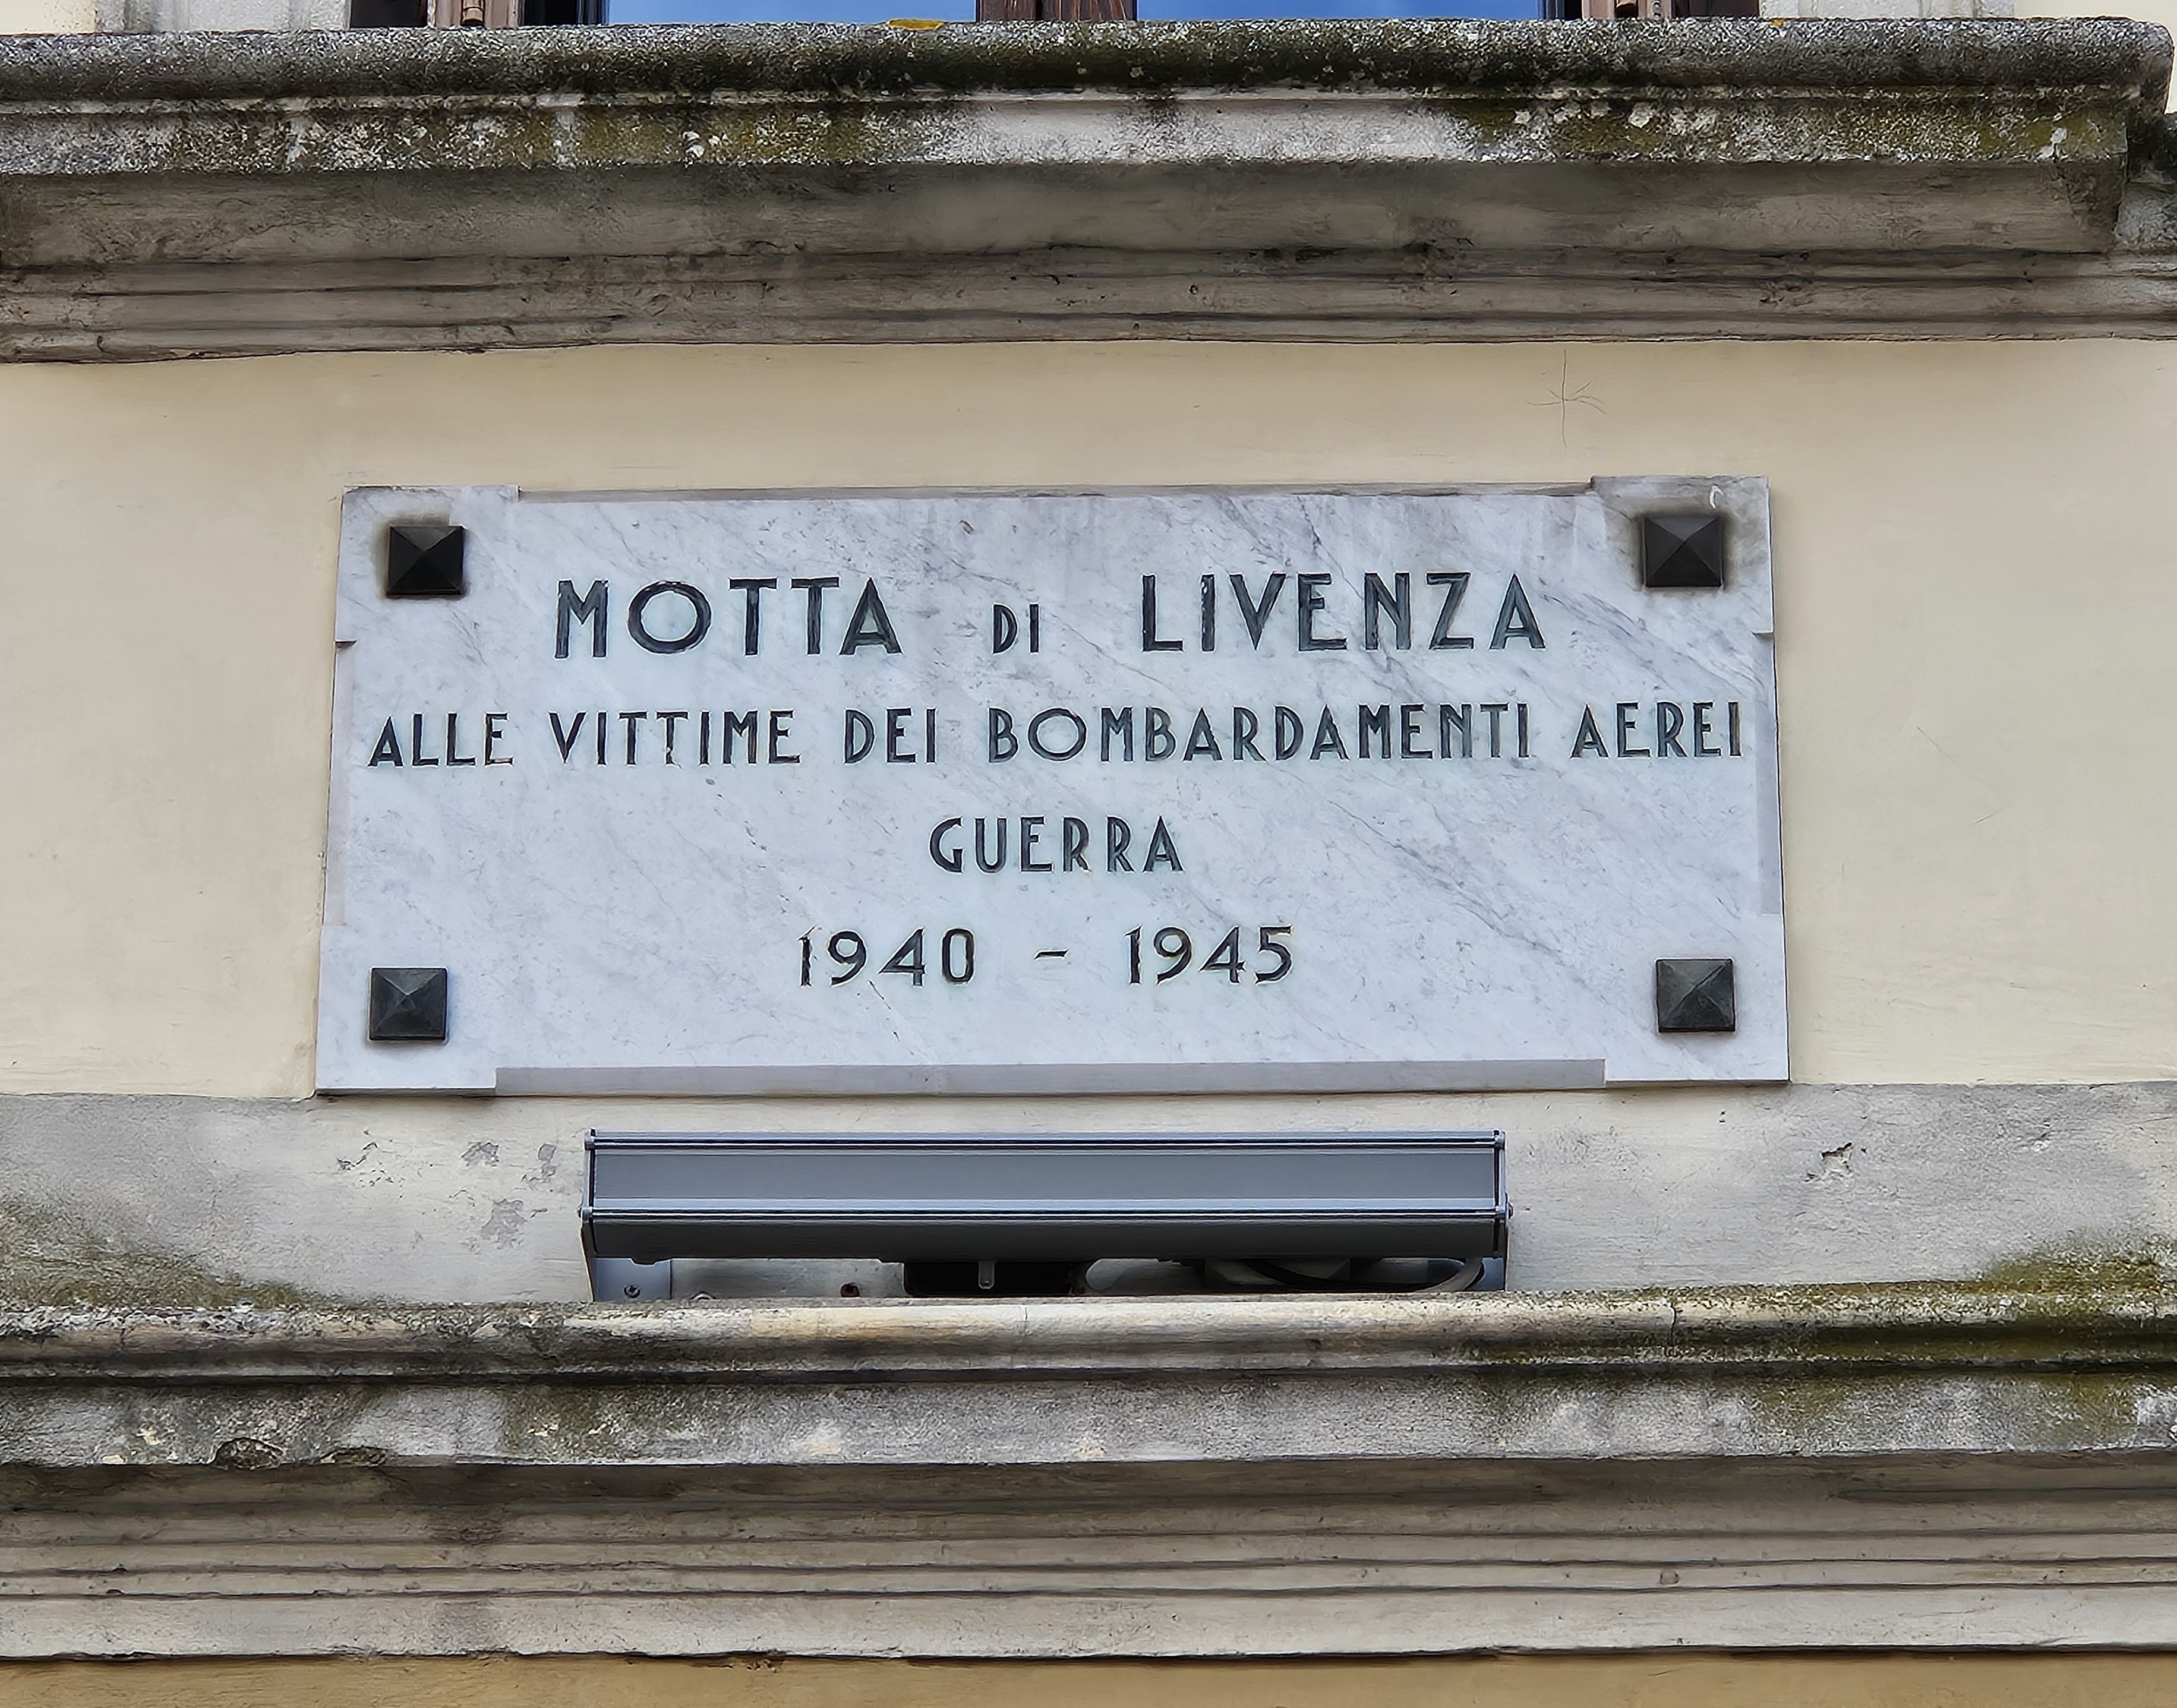 MOTTA DI LIVENZA
ALLE VITTIME DEI BOMBARDAMENTI AEREI
GUERRA
1940 - 1945